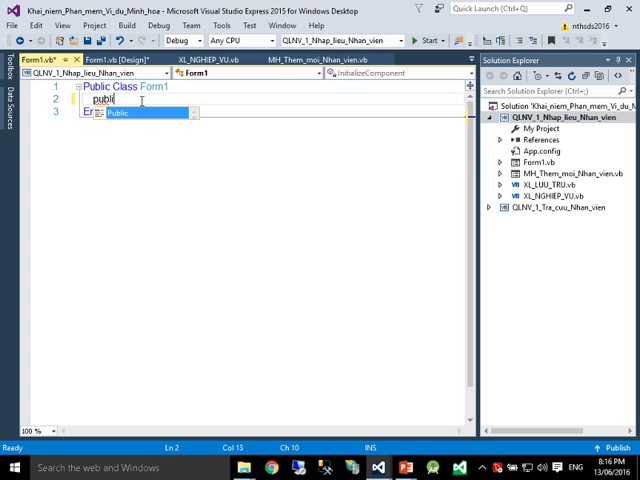 Khai_niem_Phan_mem_Vi_du_Minh_hoa - Microsoft Visual Studio Express 2015 for Windows Desktop
Quick Launch (Ctrl+Q)
File Edit View Project Build Debug Team Tools Test Window Help
nthsds2016
Debug Any CPU QLNV_1_Nhap_lieu_Nhan_vien Start
Toolbox
Data Sources
Form1.vb* Form1.vb [Design]* XL_NGHIEP_VU.vb MH_Them_moi_Nhan_vien.vb
QLNV_1_Nhap_lieu_Nhan_vien Form1 InitializeComponent
1 Public Class Form1
2 publi
3 En
Public
100 %
Solution Explorer
Search Solution Explorer (Ctrl+;)
Solution 'Khai_niem_Phan_mem_Vi_du
QLNV_1_Nhap_lieu_Nhan_vien
My Project
References
App.config
Form1.vb
MH_Them_moi_Nhan_vien.vb
XL_LUU_TRU.vb
XL_NGHIEP_VU.vb
QLNV_1_Tra_cuu_Nhan_vien
Ready Ln 2 Col 13 Ch 10 INS Publish
Search the web and Windows
ENG
8:16 PM
13/06/2016